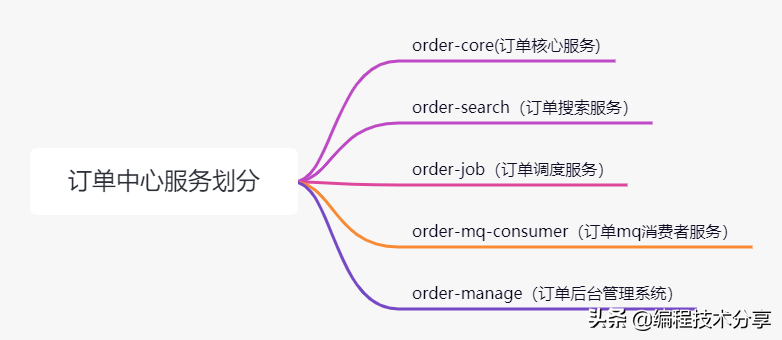 订单中心服务划分
order-core(订单核心服务)
order-search（订单搜索服务）
order-job（订单调度服务）
order-mq-consumer（订单mq消费者服务）
order-manage（订单后台管理系统）
头条 @编程技术分享